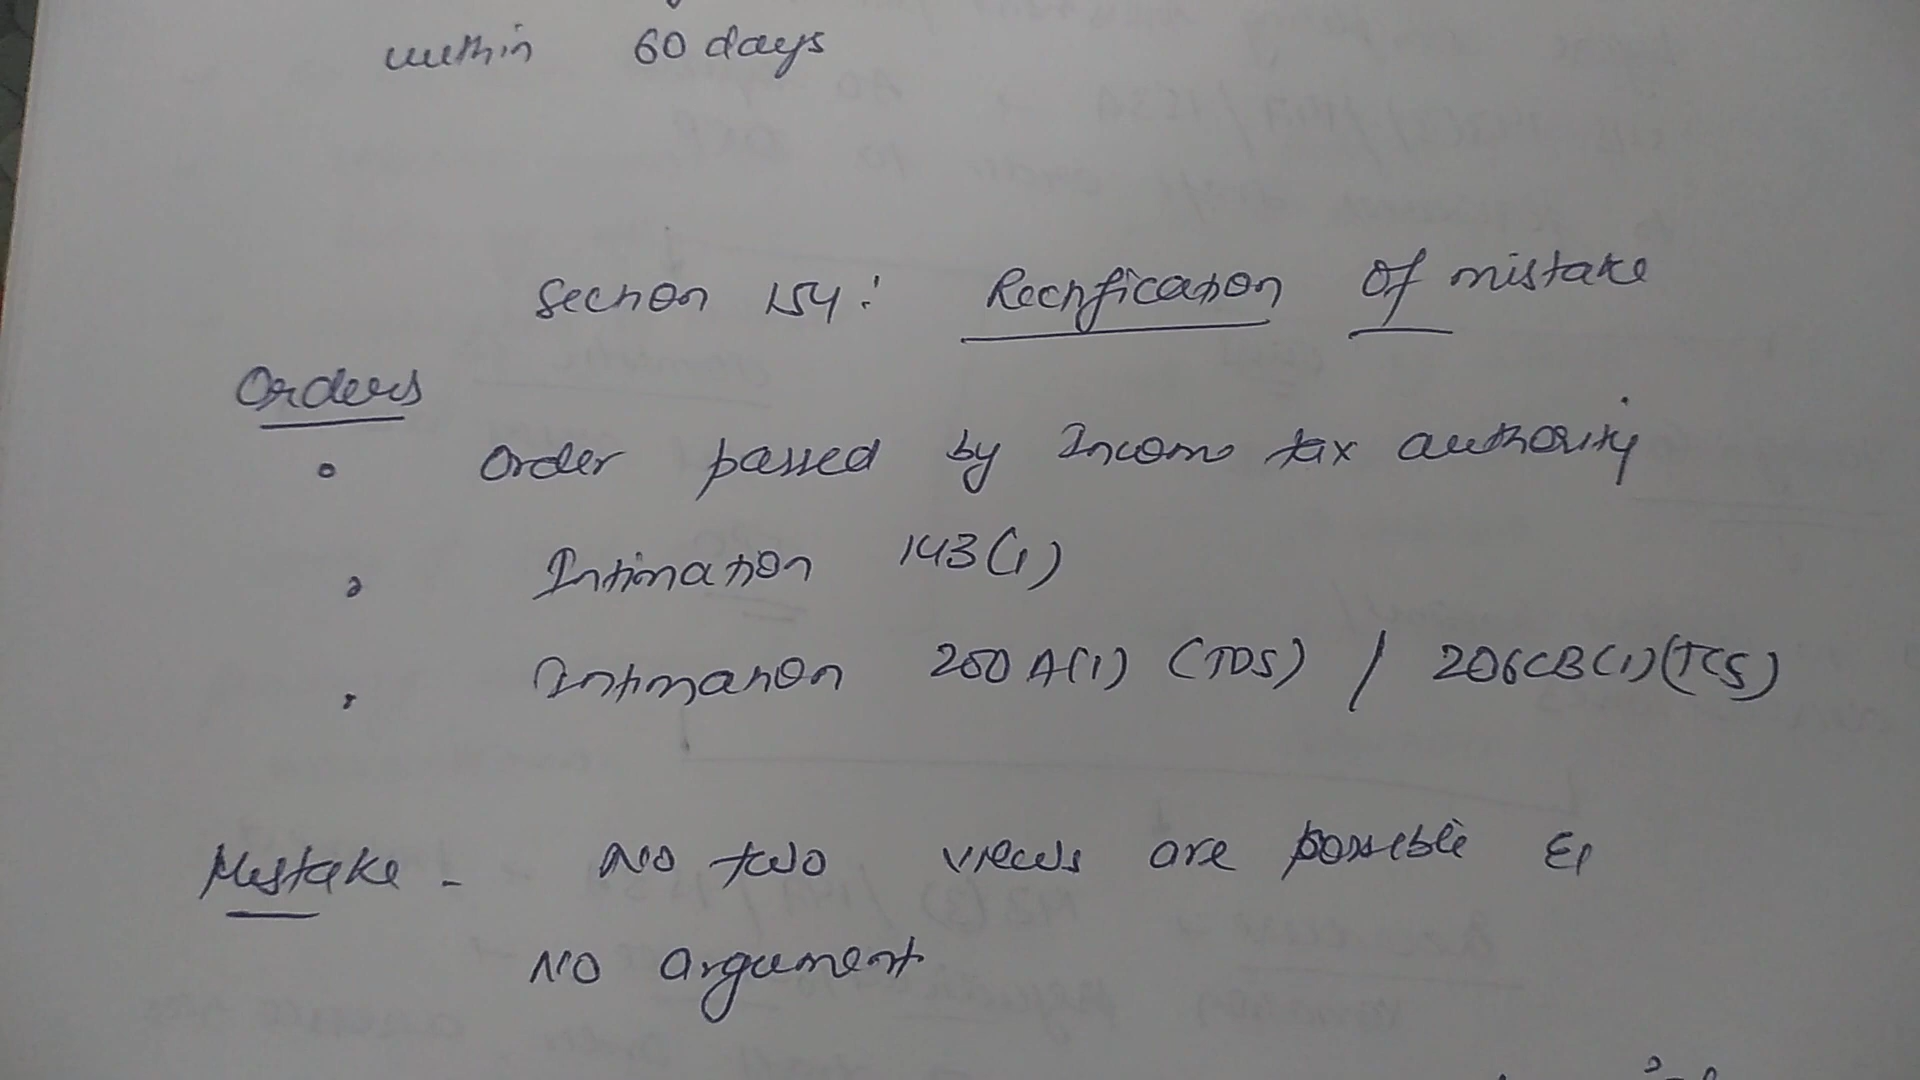 within 60 days
Section 154: Rectification of mistake
Orders
Order passed by Income tax authority
Intimation 143(1)
Intimation 200A(1) (TDS) / 206CB(1)(TCS)
Mistake - No two views are possible &
No argument